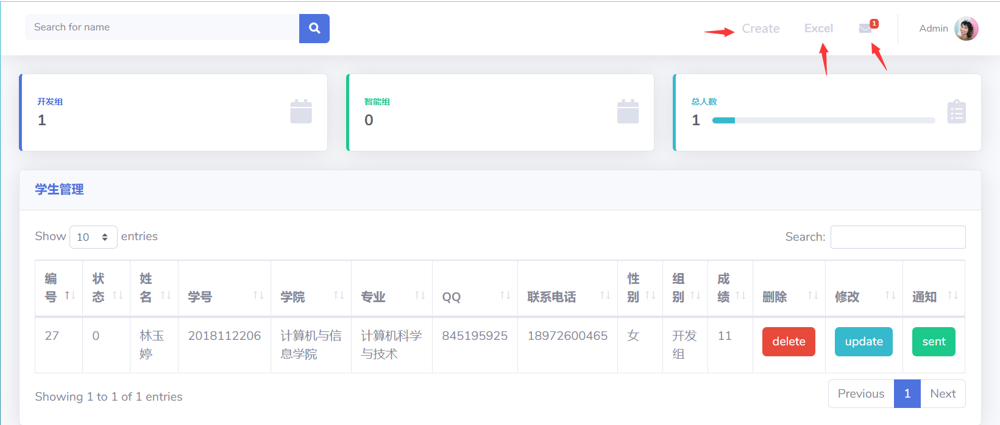 Search for name
Create
Excel
1
Admin
开发组
1
智能组
0
总人数
1
学生管理
Show 10 entries
Search:
编号 状态 姓名 学号 学院 专业 QQ 联系电话 性别 组别 成绩 删除 修改 通知
27 0 林玉婷 2018112206 计算机与信息学院 计算机科学与技术 845195925 18972600465 女 开发组 11 delete update sent
Showing 1 to 1 of 1 entries
Previous 1 Next